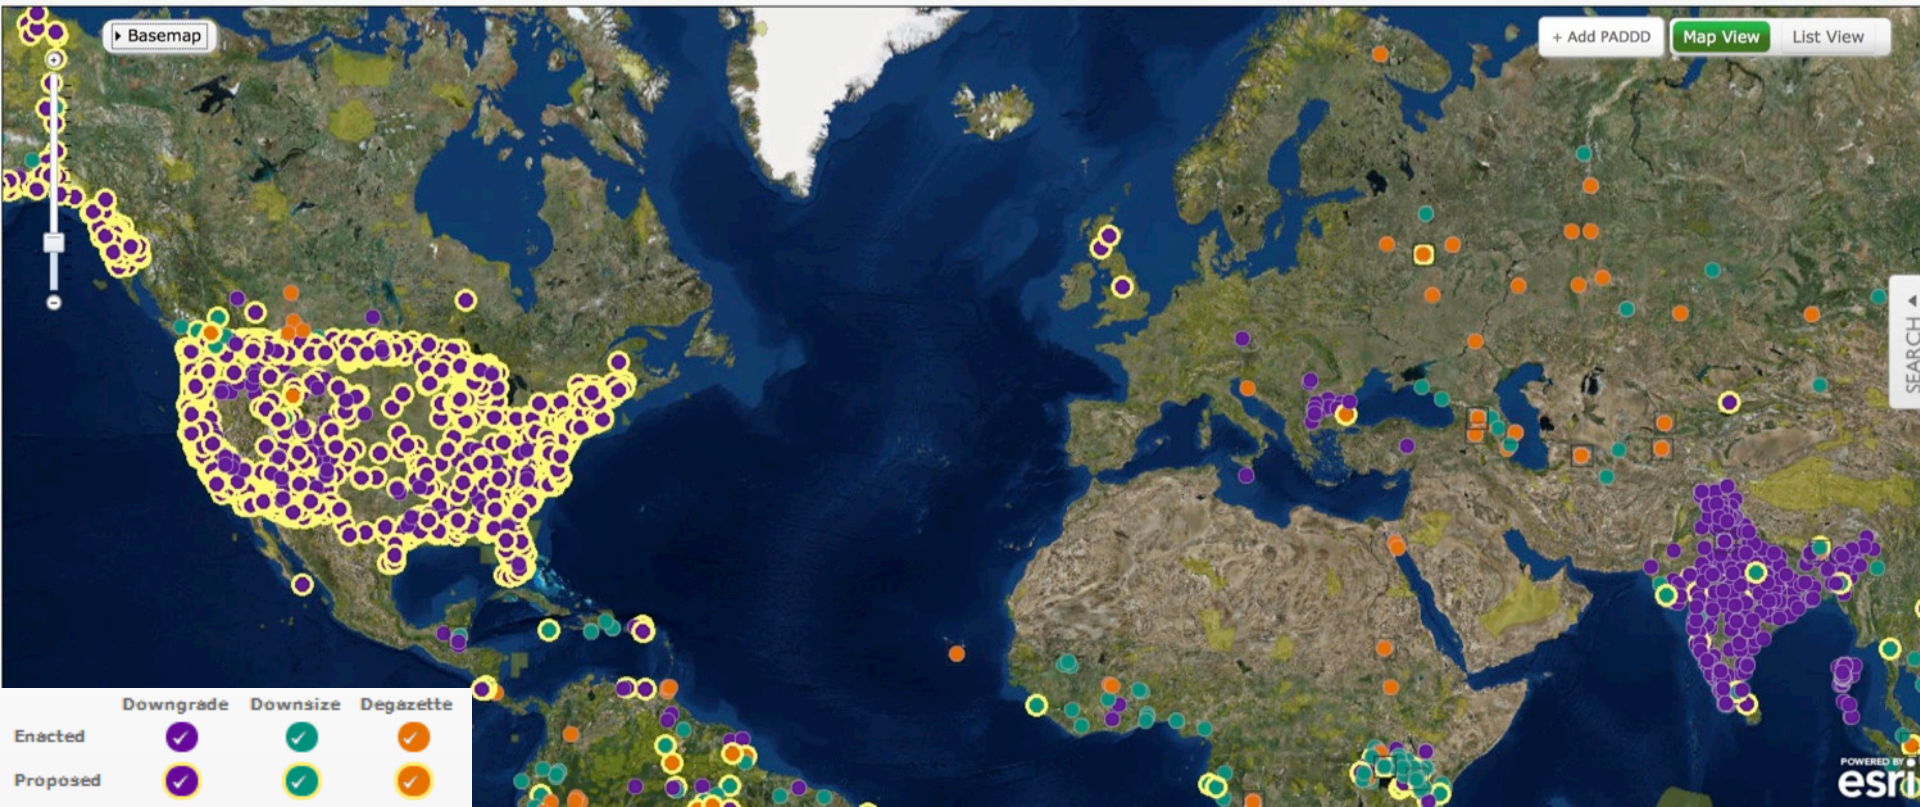 Basemap
+ Add PADDD
Map View
List View
SEARCH
Downgrade Downsize Degazette
Enacted
Proposed
POWERED BY
esri